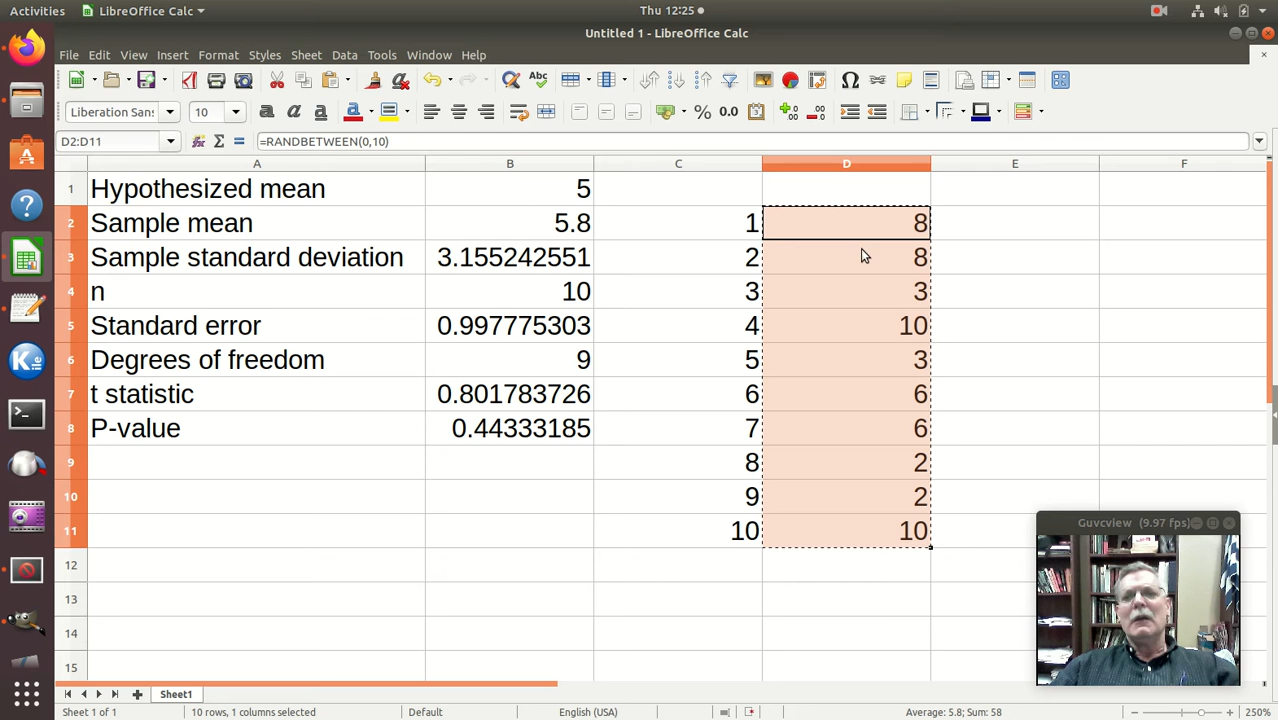 Activities LibreOffice Calc Thu 12:25
Untitled 1 - LibreOffice Calc
File Edit View Insert Format Styles Sheet Data Tools Window Help
Liberation Sans 10
D2:D11 =RANDBETWEEN(0,10)
A B C D E F
1 Hypothesized mean 5
2 Sample mean 5.8 1 8
3 Sample standard deviation 3.155242551 2 8
4 n 10 3 3
5 Standard error 0.997775303 4 10
6 Degrees of freedom 9 5 3
7 t statistic 0.801783726 6 6
8 P-value 0.44333185 7 6
9 8 2
10 9 2
11 10 10
12
13
14
15
Guvcview (9.97 fps)
Sheet1
Sheet 1 of 1 10 rows, 1 columns selected Default English (USA) Average: 5.8; Sum: 58 250%